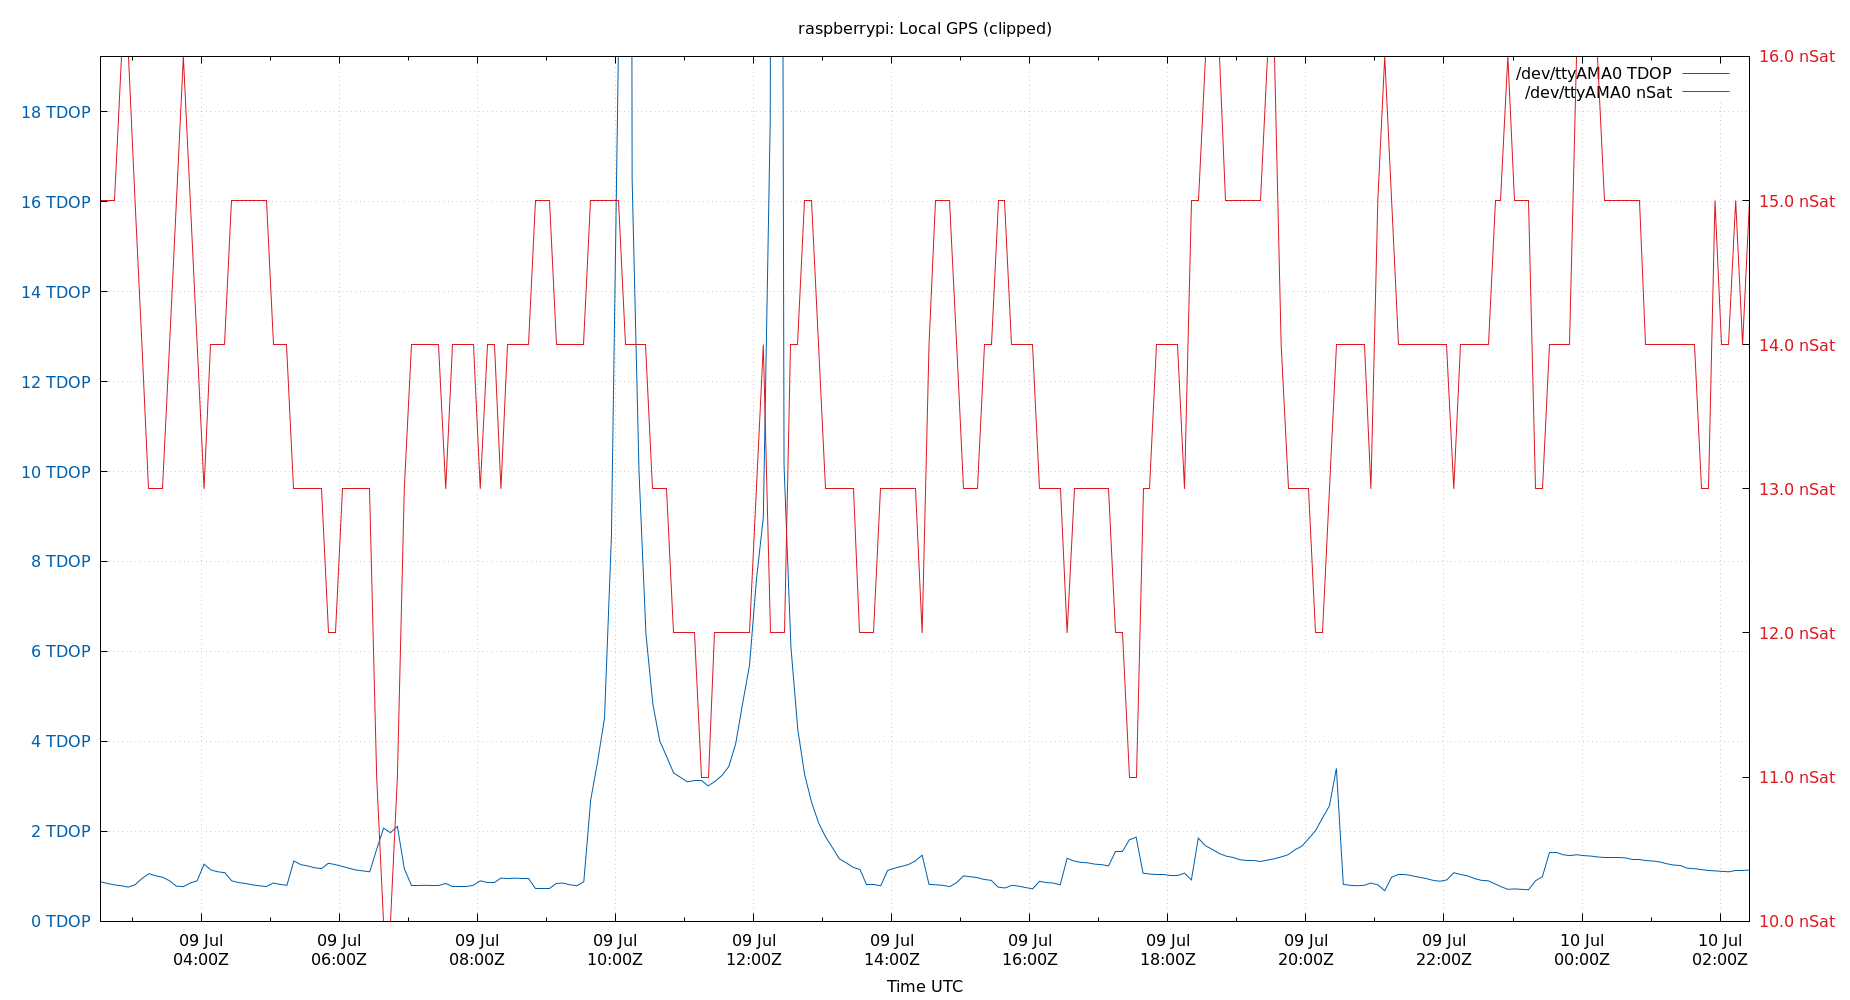 raspberrypi: Local GPS (clipped)
/dev/ttyAMA0 TDOP
/dev/ttyAMA0 nSat
18 TDOP
16 TDOP
14 TDOP
12 TDOP
10 TDOP
8 TDOP
6 TDOP
4 TDOP
2 TDOP
0 TDOP
16.0 nSat
15.0 nSat
14.0 nSat
13.0 nSat
12.0 nSat
11.0 nSat
10.0 nSat
09 Jul
04:00Z
09 Jul
06:00Z
09 Jul
08:00Z
09 Jul
10:00Z
09 Jul
12:00Z
09 Jul
14:00Z
09 Jul
16:00Z
09 Jul
18:00Z
09 Jul
20:00Z
09 Jul
22:00Z
10 Jul
00:00Z
10 Jul
02:00Z
Time UTC